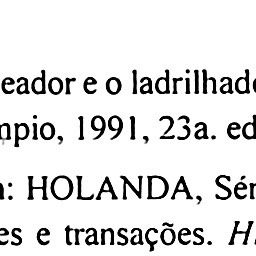 eador e o ladrilhad
mpio, 1991, 23a. ed
: HOLANDA, Sér
es e transações. H